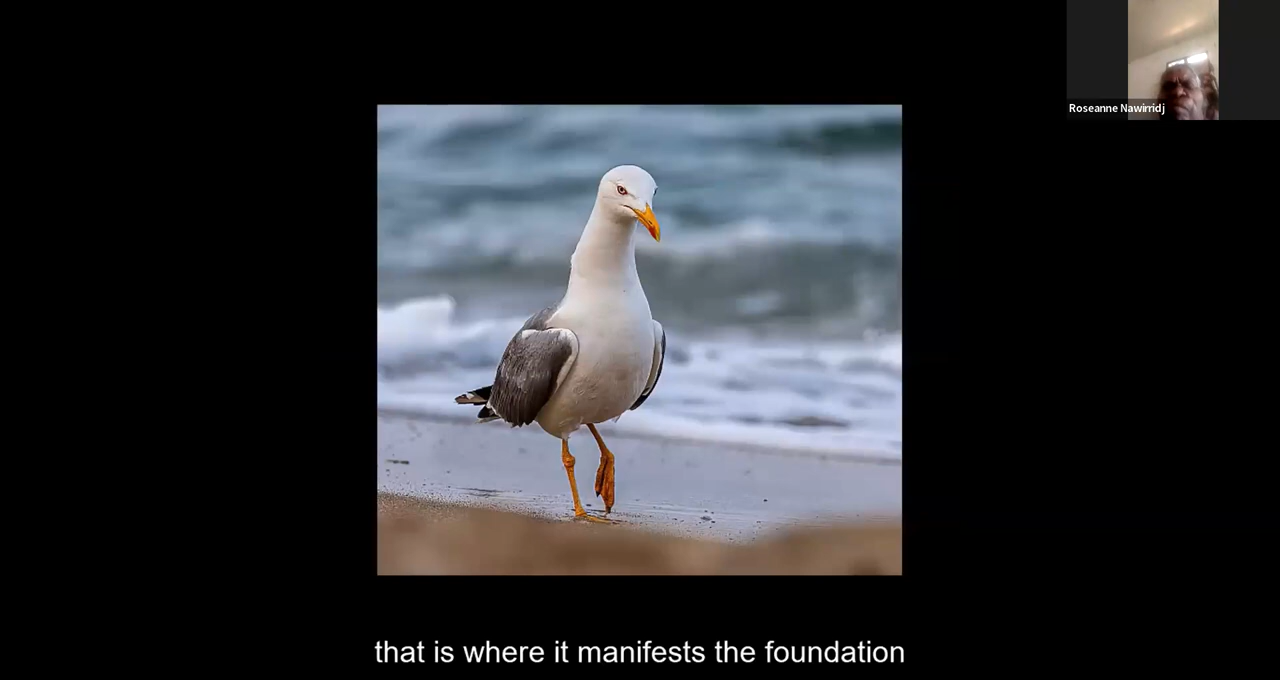 Roseanne Nawirridj
that is where it manifests the foundation